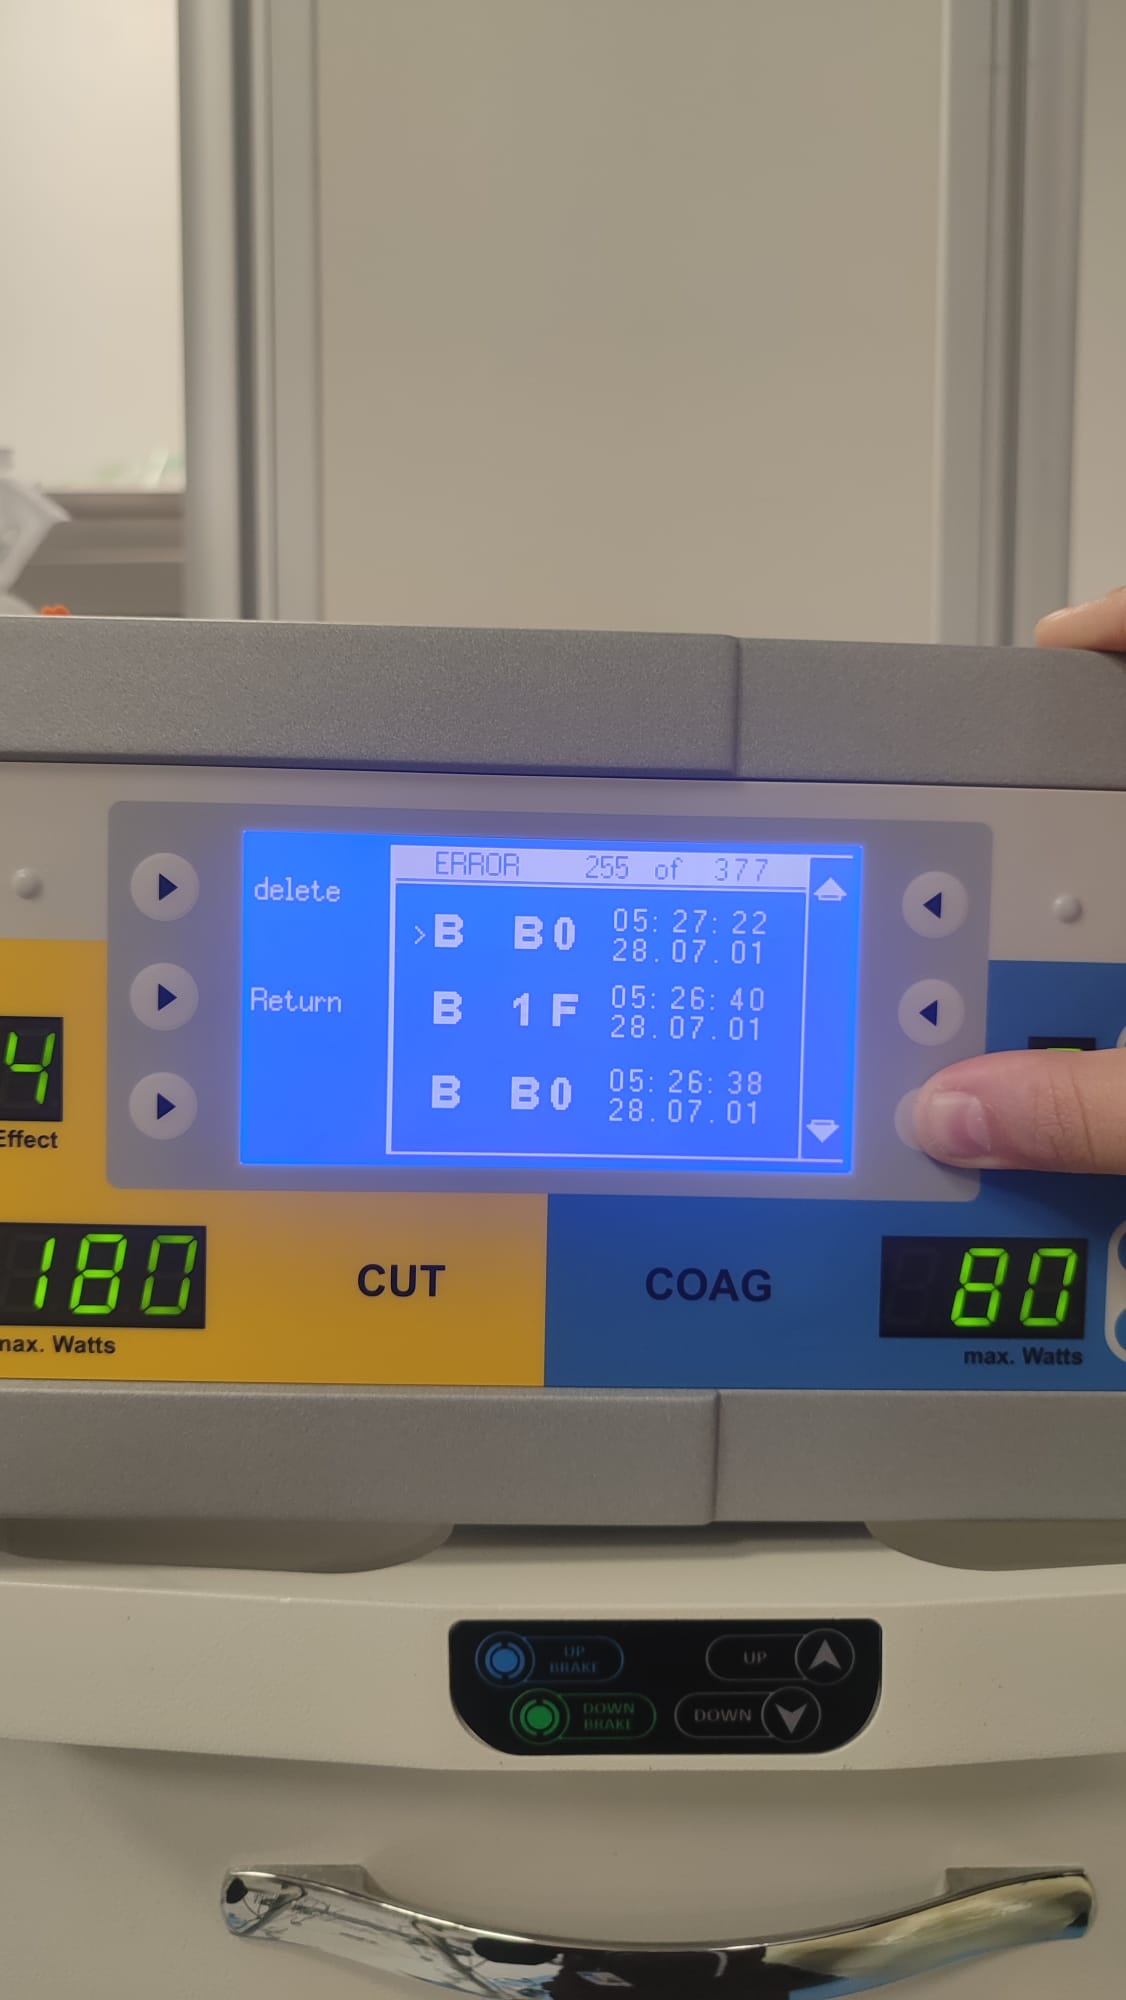 delete
Return
ERROR 255 of 377
>B B0 05:27:22
28.07.01
B 1F 05:26:40
28.07.01
B B0 05:26:38
28.07.01
4
Effect
180
max. Watts
CUT
COAG
80
max. Watts
UP
BRAKE
UP
DOWN
BRAKE
DOWN